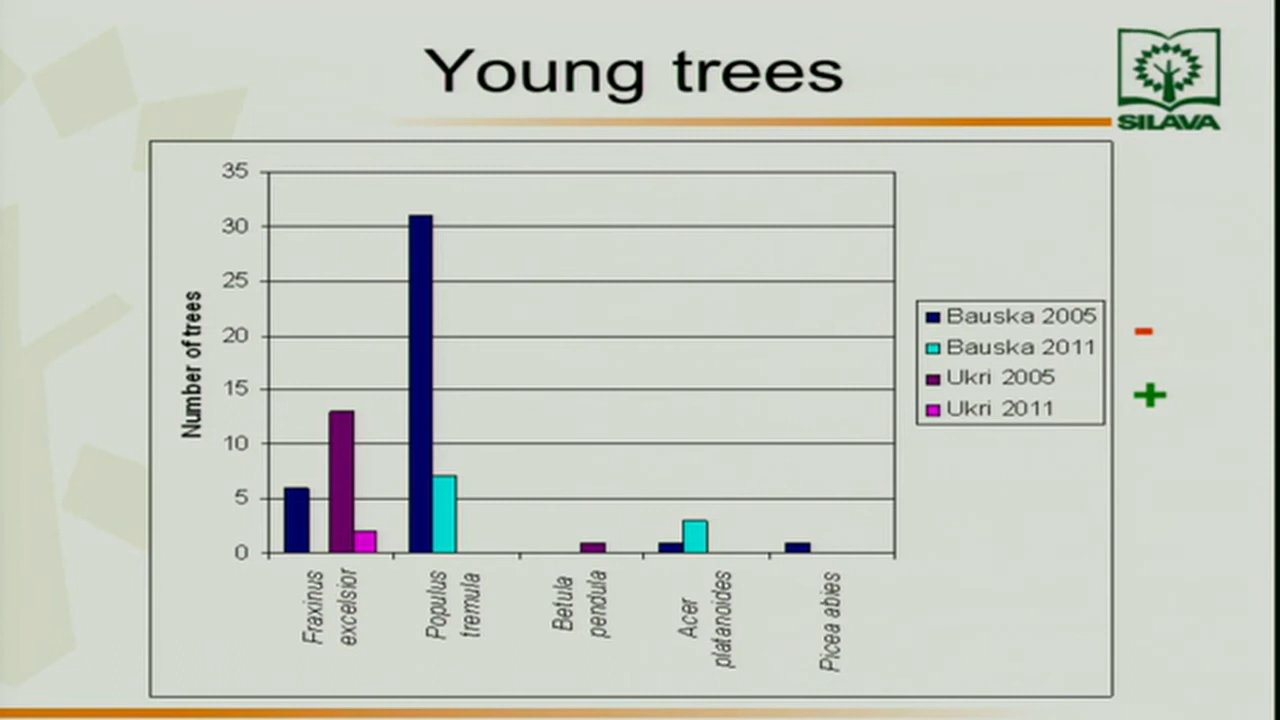 Young trees
SILAVA
35
30
25
20
15
10
5
0
Number of trees
Fraxinus
excelsior
Populus
tremula
Betula
pendula
Acer
platanoides
Picea abies
Bauska 2005
Bauska 2011
Ukri 2005
Ukri 2011
-
+